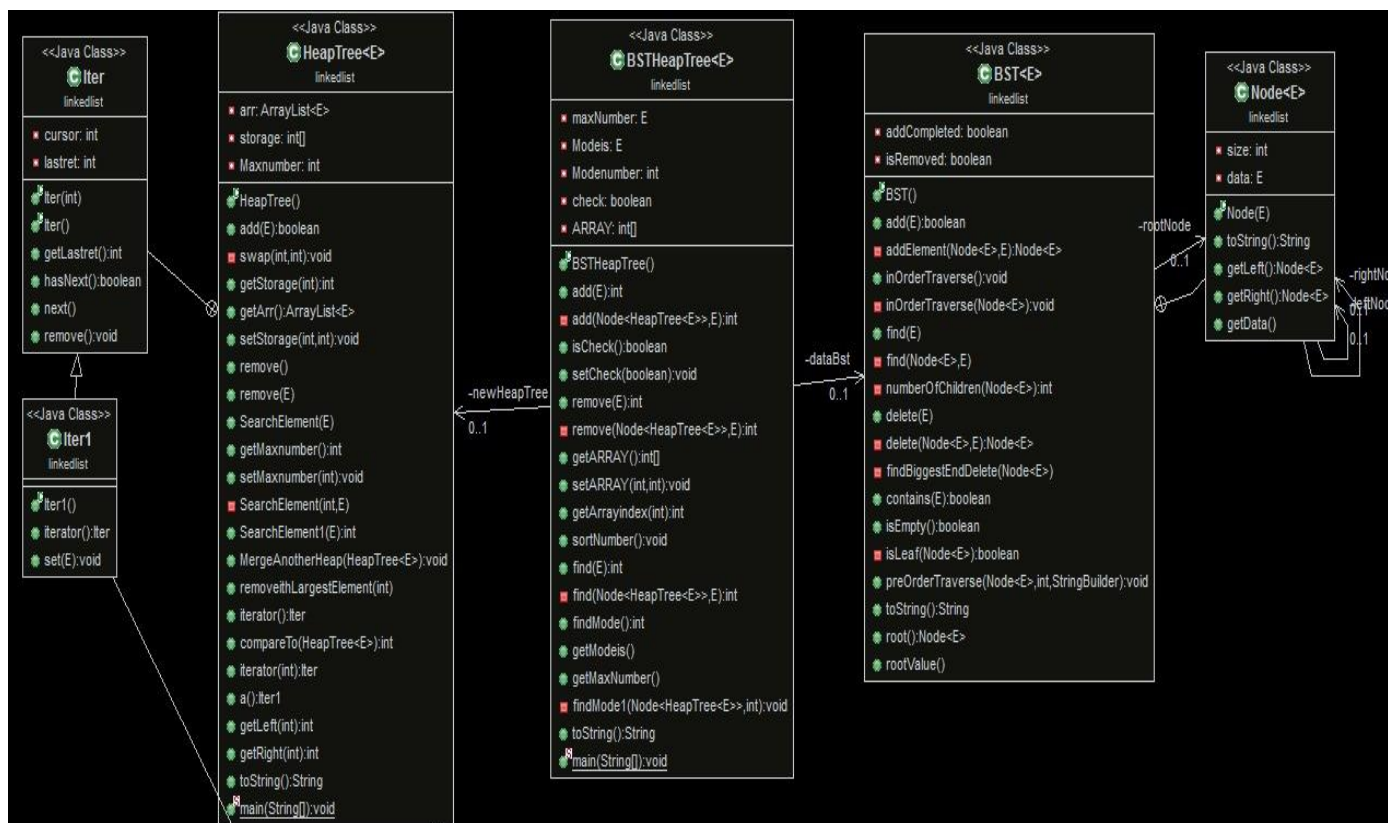 <<Java Class>>
Iter
linkedlist
cursor: int
lastret: int
Iter(int)
Iter()
getLastret():int
hasNext():boolean
next()
remove():void
<<Java Class>>
Iter1
linkedlist
Iter1()
iterator():Iter
set(E):void
<<Java Class>>
HeapTree<E>
linkedlist
arr: ArrayList<E>
storage: int[]
Maxnumber: int
HeapTree()
add(E):boolean
swap(int,int):void
getStorage(int):int
getArr():ArrayList<E>
setStorage(int,int):void
remove()
remove(E)
SearchElement(E)
getMaxnumber():int
setMaxnumber(int):void
SearchElement(int,E)
SearchElement1(E):int
MergeAnotherHeap(HeapTree<E>):void
removeithLargestElement(int)
iterator():Iter
compareTo(HeapTree<E>):int
iterator(int):Iter
a():Iter1
getLeft(int):int
getRight(int):int
toString():String
main(String[]):void
-newHeapTree
0..1
<<Java Class>>
BSTHeapTree<E>
linkedlist
maxNumber: E
Modeis: E
Modenumber: int
check: boolean
ARRAY: int[]
BSTHeapTree()
add(E):int
add(Node<HeapTree<E>>,E):int
isCheck():boolean
setCheck(boolean):void
remove(E):int
remove(Node<HeapTree<E>>,E):int
getARRAY():int[]
setARRAY(int,int):void
getArrayindex(int):int
sortNumber():void
find(E):int
find(Node<HeapTree<E>>,E):int
findMode():int
getModeis()
getMaxNumber()
findMode1(Node<HeapTree<E>>,int):void
toString():String
main(String[]):void
-dataBst
0..1
<<Java Class>>
BST<E>
linkedlist
addCompleted: boolean
isRemoved: boolean
BST()
add(E):boolean
addElement(Node<E>,E):Node<E>
inOrderTraverse():void
inOrderTraverse(Node<E>):void
find(E)
find(Node<E>,E)
numberOfChildren(Node<E>):int
delete(E)
delete(Node<E>,E):Node<E>
findBiggestEndDelete(Node<E>)
contains(E):boolean
isEmpty():boolean
isLeaf(Node<E>):boolean
preOrderTraverse(Node<E>,int,StringBuilder):void
toString():String
root():Node<E>
rootValue()
-rootNode
0..1
<<Java Class>>
Node<E>
linkedlist
size: int
data: E
Node(E)
toString():String
getLeft():Node<E>
getRight():Node<E>
getData()
-rightNo
0..1